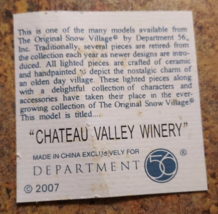 This is one of the many models available from
The Original Snow Village® by Department 56,
Inc. Traditionally, several pieces are retired from
the collection each year as newer designs are intro-
duced. All lighted pieces are crafted of ceramic
and handpainted to depict the nostalgic charm of
an olden day village. These lighted pieces along
with a delightful collection of characters and
accessories have taken their place in the ever-
growing collection of The Original Snow Village®
This model is titled...
"CHATEAU VALLEY WINERY"
MADE IN CHINA EXCLUSIVELY FOR
DEPARTMENT 56 ®
© 2007